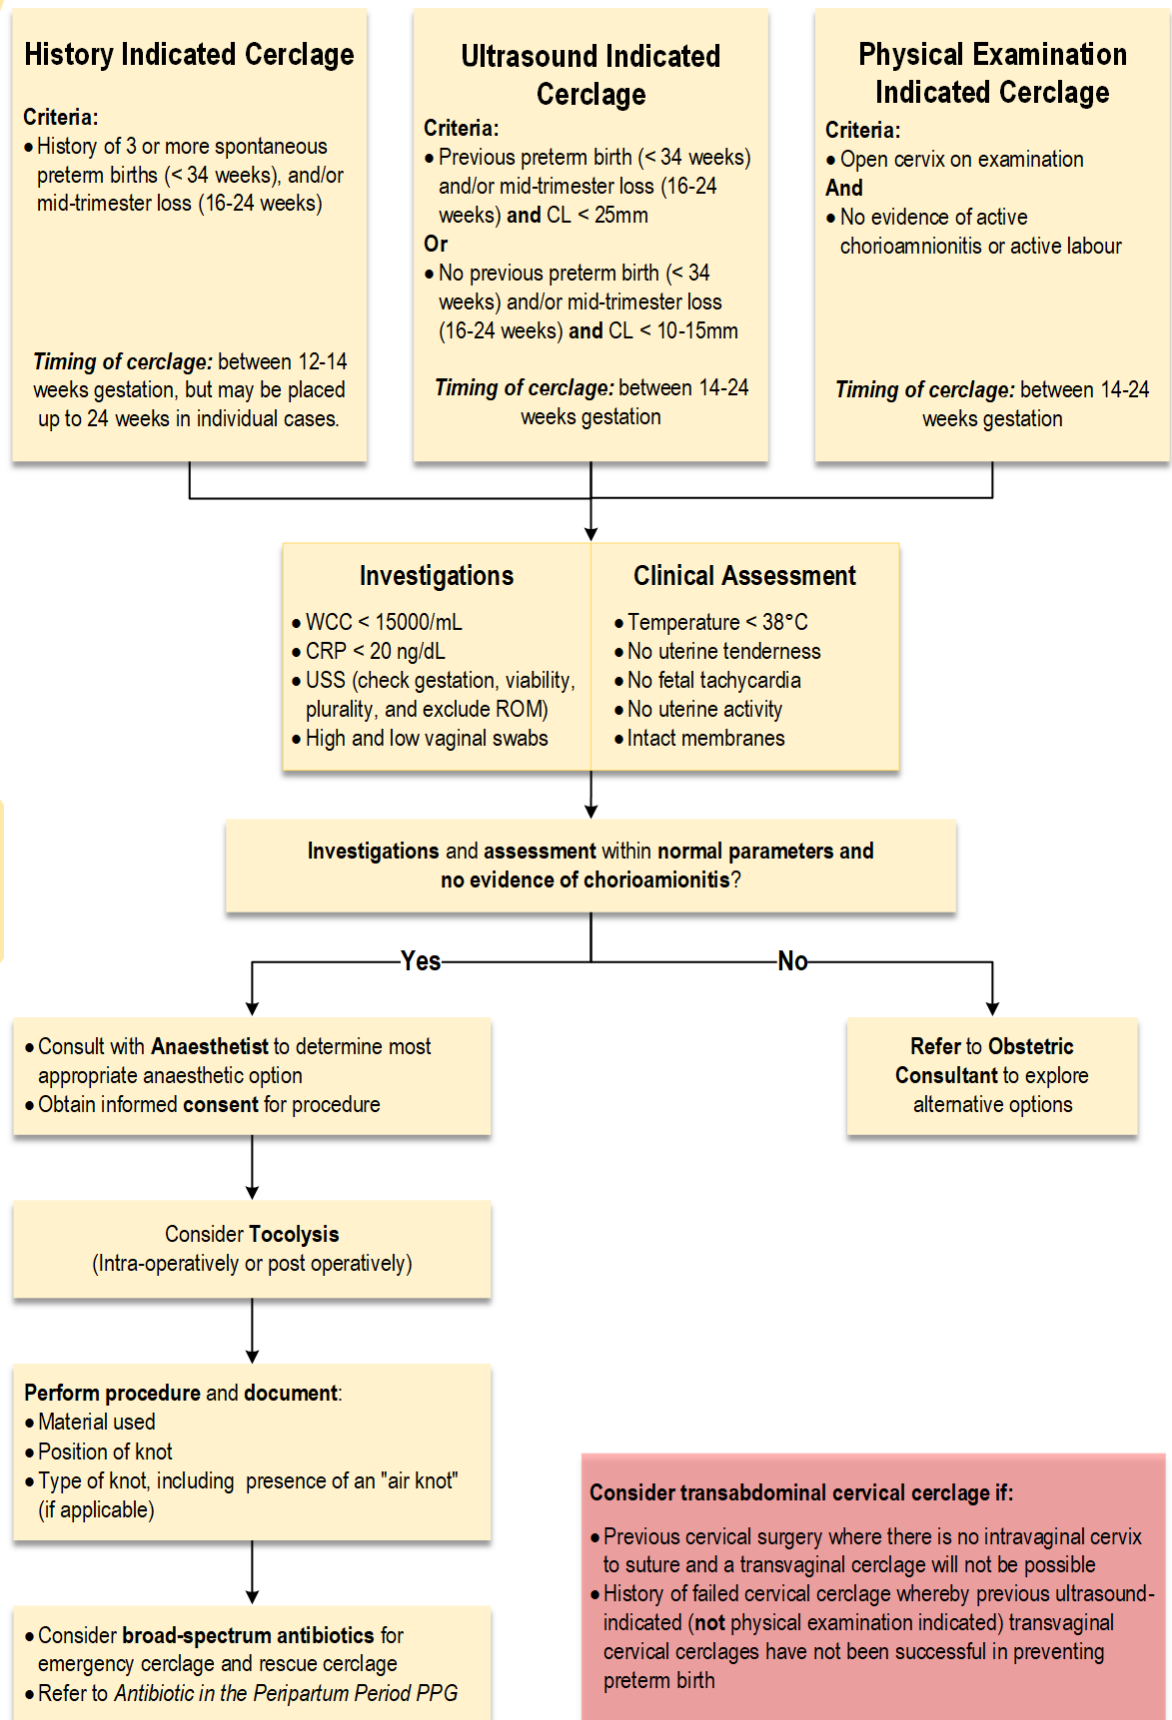 History Indicated Cerclage
Criteria:
• History of 3 or more spontaneous
preterm births (< 34 weeks), and/or
mid-trimester loss (16-24 weeks)
Timing of cerclage: between 12-14
weeks gestation, but may be placed
up to 24 weeks in individual cases.
Ultrasound Indicated
Cerclage
Criteria:
• Previous preterm birth (< 34 weeks)
and/or mid-trimester loss (16-24
weeks) and CL < 25mm
Or
• No previous preterm birth (< 34
weeks) and/or mid-trimester loss
(16-24 weeks) and CL < 10-15mm
Timing of cerclage: between 14-24
weeks gestation
Physical Examination
Indicated Cerclage
Criteria:
• Open cervix on examination
And
• No evidence of active
chorioamnionitis or active labour
Timing of cerclage: between 14-24
weeks gestation
Investigations
• WCC < 15000/mL
• CRP < 20 ng/dL
• USS (check gestation, viability,
plurality, and exclude ROM)
• High and low vaginal swabs
Clinical Assessment
• Temperature < 38°C
• No uterine tenderness
• No fetal tachycardia
• No uterine activity
• Intact membranes
Investigations and assessment within normal parameters and
no evidence of chorioamionitis?
Yes
No
• Consult with Anaesthetist to determine most
appropriate anaesthetic option
• Obtain informed consent for procedure
Refer to Obstetric
Consultant to explore
alternative options
Consider Tocolysis
(Intra-operatively or post operatively)
Perform procedure and document:
• Material used
• Position of knot
• Type of knot, including presence of an "air knot"
(if applicable)
• Consider broad-spectrum antibiotics for
emergency cerclage and rescue cerclage
• Refer to Antibiotic in the Peripartum Period PPG
Consider transabdominal cervical cerclage if:
• Previous cervical surgery where there is no intravaginal cervix
to suture and a transvaginal cerclage will not be possible
• History of failed cervical cerclage whereby previous ultrasound-
indicated (not physical examination indicated) transvaginal
cervical cerclages have not been successful in preventing
preterm birth